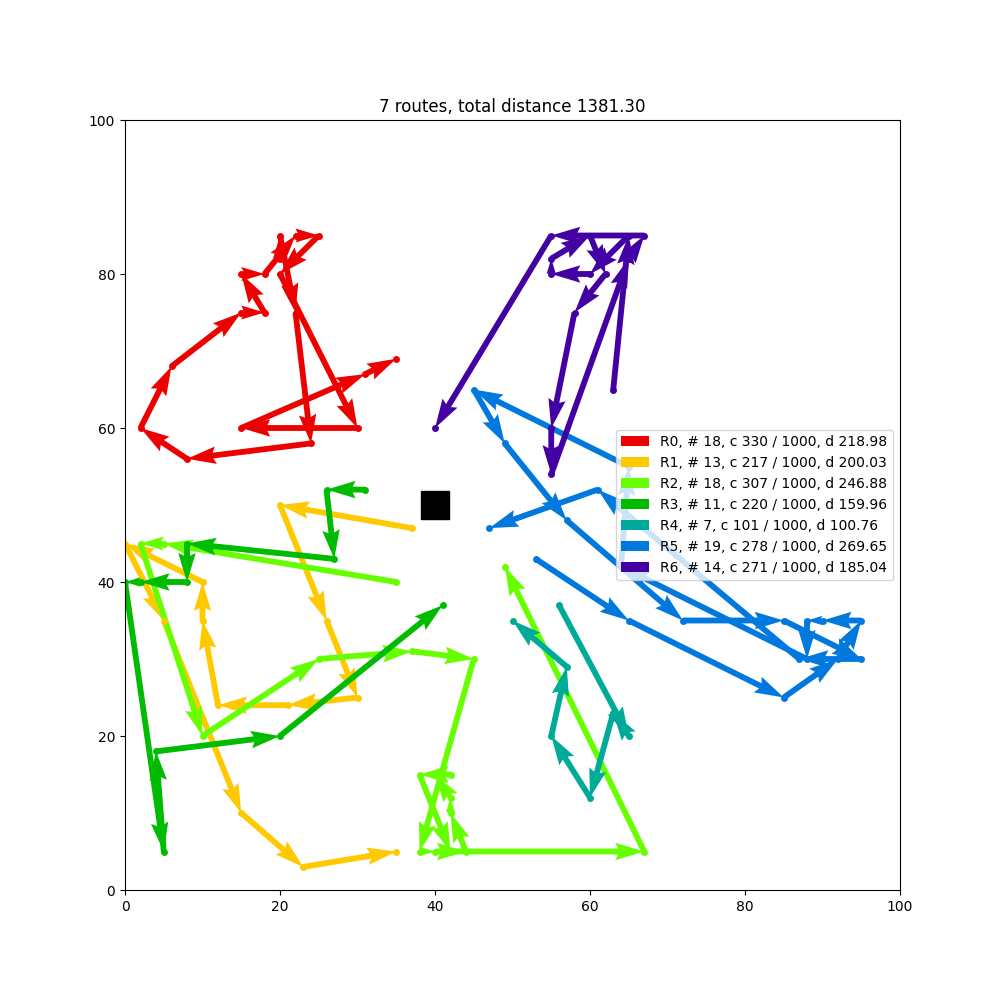 7 routes, total distance 1381.30
100
80
60
40
20
0
R0, # 18, c 330 / 1000, d 218.98
R1, # 13, c 217 / 1000, d 200.03
R2, # 18, c 307 / 1000, d 246.88
R3, # 11, c 220 / 1000, d 159.96
R4, # 7, c 101 / 1000, d 100.76
R5, # 19, c 278 / 1000, d 269.65
R6, # 14, c 271 / 1000, d 185.04
0 20 40 60 80 100